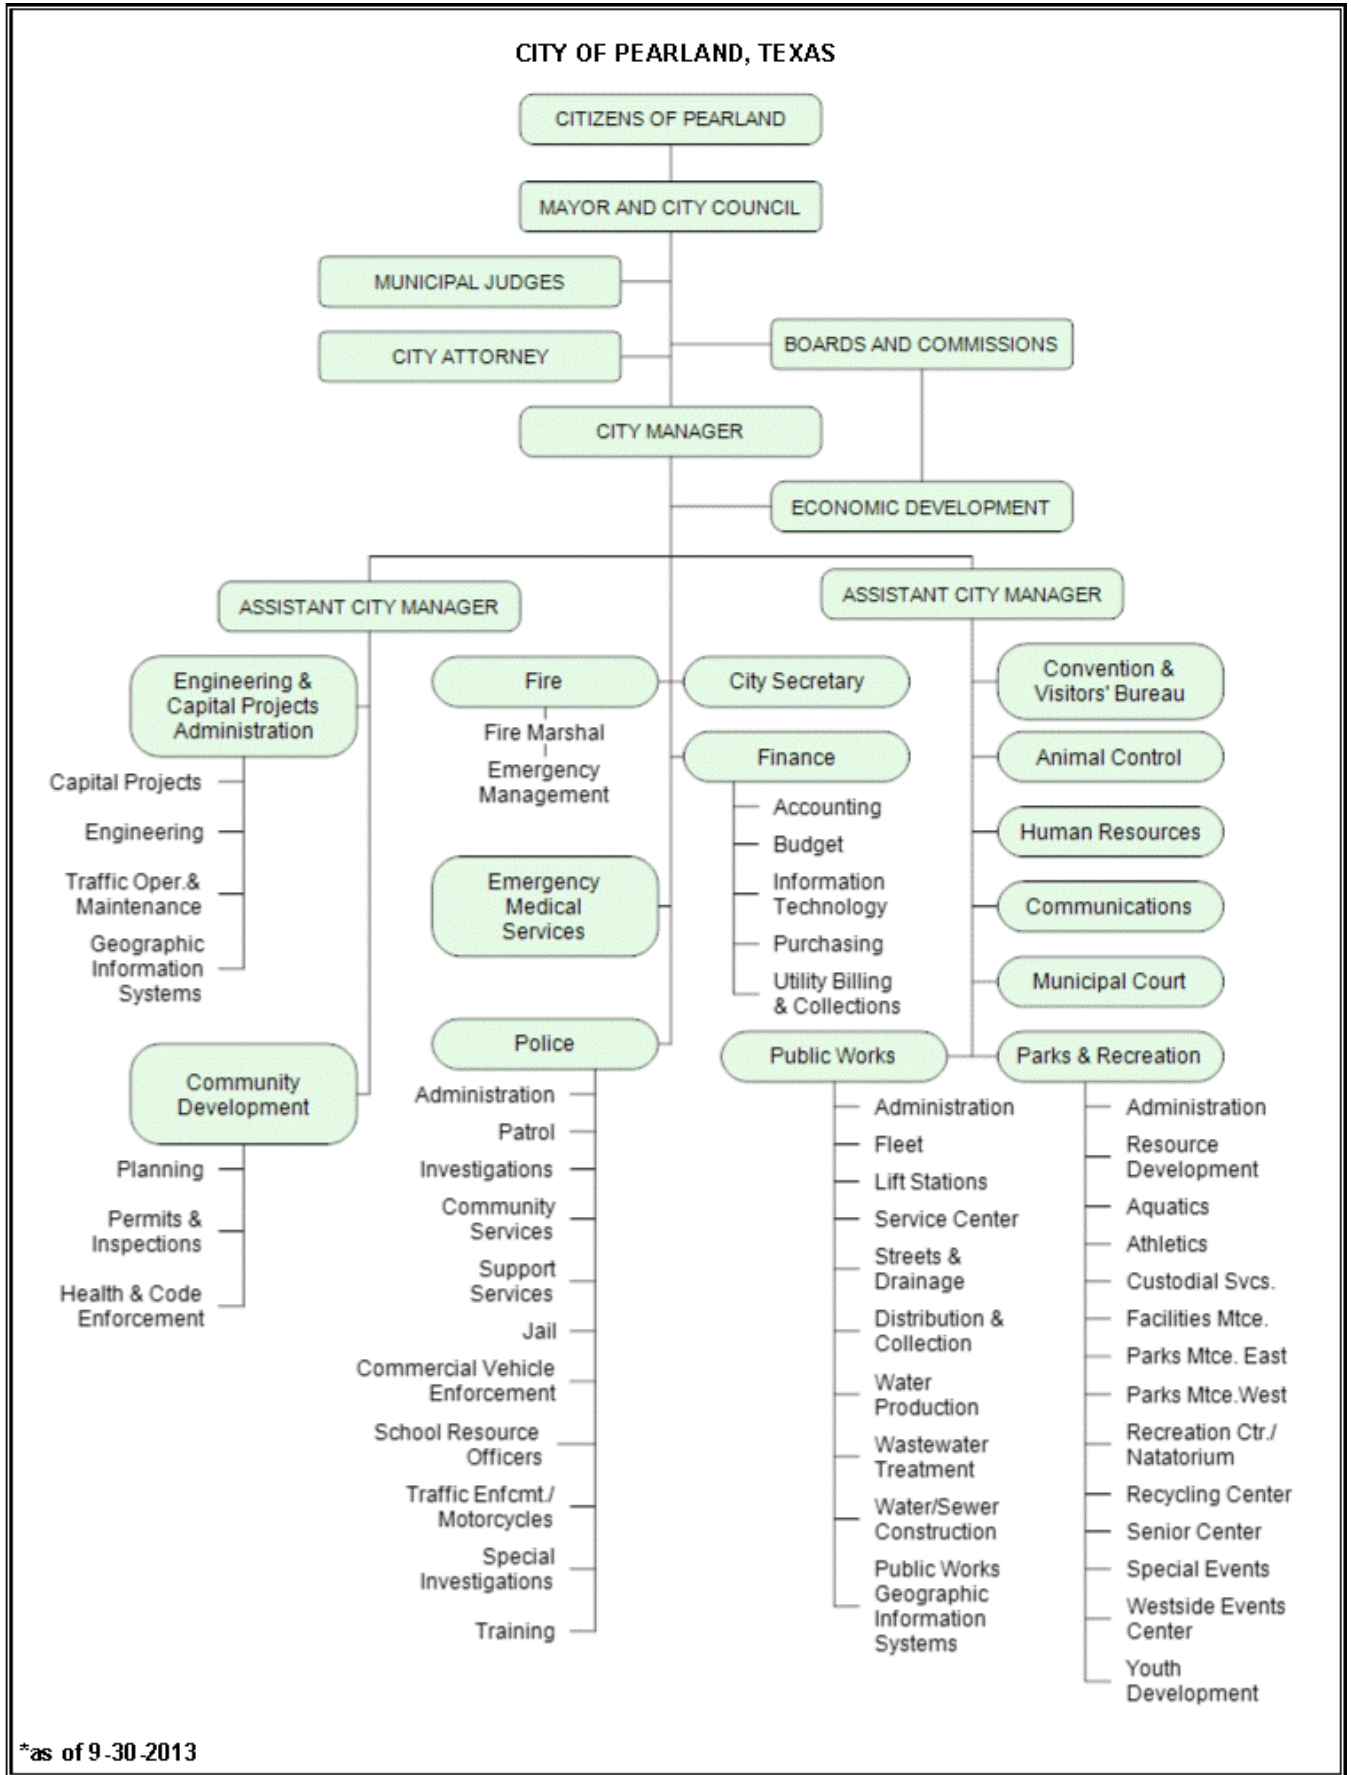 CITY OF PEARLAND, TEXAS
CITIZENS OF PEARLAND
MAYOR AND CITY COUNCIL
MUNICIPAL JUDGES
CITY ATTORNEY
BOARDS AND COMMISSIONS
CITY MANAGER
ECONOMIC DEVELOPMENT
ASSISTANT CITY MANAGER
Engineering &
Capital Projects
Administration
Capital Projects
Engineering
Traffic Oper.&
Maintenance
Geographic
Information
Systems
Community
Development
Planning
Permits &
Inspections
Health & Code
Enforcement
Fire
Fire Marshal
Emergency
Management
Emergency
Medical
Services
Police
Administration
Patrol
Investigations
Community
Services
Support
Services
Jail
Commercial Vehicle
Enforcement
School Resource
Officers
Traffic Enfcmt./
Motorcycles
Special
Investigations
Training
City Secretary
Finance
Accounting
Budget
Information
Technology
Purchasing
Utility Billing
& Collections
ASSISTANT CITY MANAGER
Convention &
Visitors' Bureau
Animal Control
Human Resources
Communications
Municipal Court
Public Works
Administration
Fleet
Lift Stations
Service Center
Streets &
Drainage
Distribution &
Collection
Water
Production
Wastewater
Treatment
Water/Sewer
Construction
Public Works
Geographic
Information
Systems
Parks & Recreation
Administration
Resource
Development
Aquatics
Athletics
Custodial Svcs.
Facilities Mtce.
Parks Mtce. East
Parks Mtce.West
Recreation Ctr./
Natatorium
Recycling Center
Senior Center
Special Events
Westside Events
Center
Youth
Development
*as of 9-30-2013